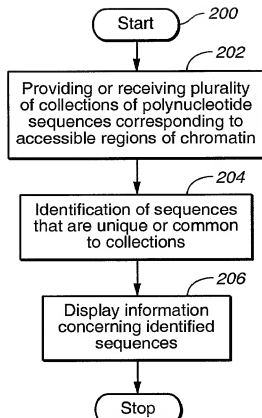 Start
200
202
Providing or receiving plurality
of collections of polynucleotide
sequences corresponding to
accessible regions of chromatin
204
Identification of sequences
that are unique or common
to collections
206
Display information
concerning identified
sequences
Stop